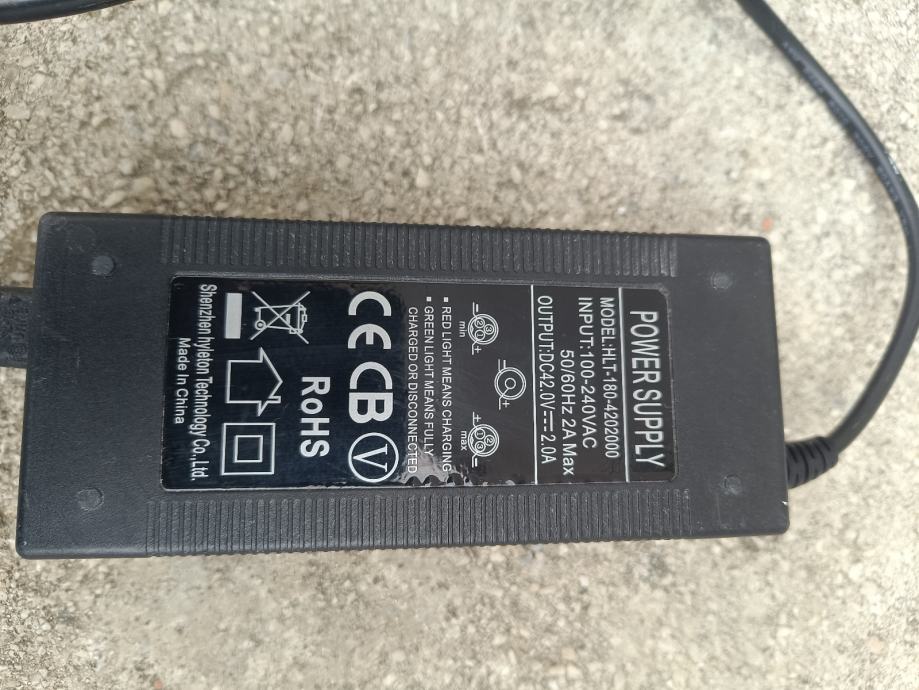 POWER SUPPLY
MODEL:HLT-180-4202000
INPUT:100-240VAC
50/60Hz 2A Max
OUTPUT:DC42.0V⎓2.0A
min
max
▪ RED LIGHT MEANS CHARGING
▪ GREEN LIGHT MEANS FULLY
CHARGED OR DISCONNECTED
CE CB V
RoHS
Shenzhen hyleton Technology Co.,Ltd.
Made In China